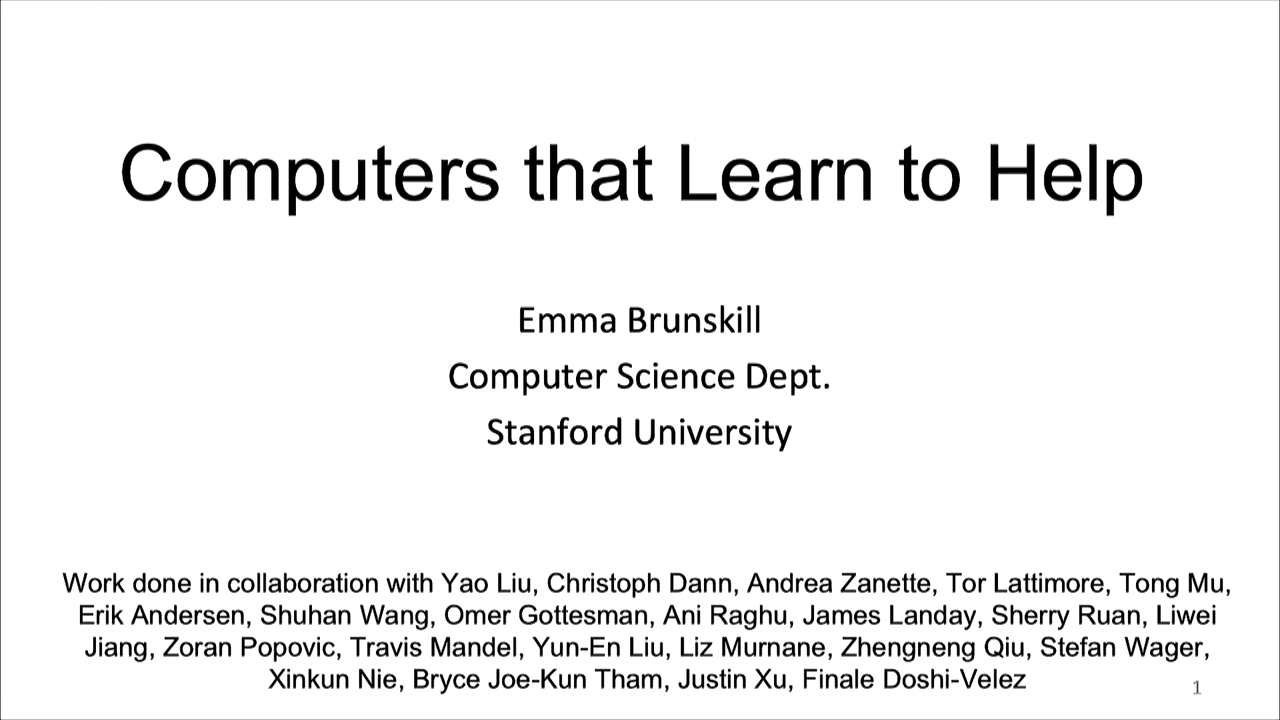 Computers that Learn to Help
Emma Brunskill
Computer Science Dept.
Stanford University
Work done in collaboration with Yao Liu, Christoph Dann, Andrea Zanette, Tor Lattimore, Tong Mu,
Erik Andersen, Shuhan Wang, Omer Gottesman, Ani Raghu, James Landay, Sherry Ruan, Liwei
Jiang, Zoran Popovic, Travis Mandel, Yun-En Liu, Liz Murnane, Zhengneng Qiu, Stefan Wager,
Xinkun Nie, Bryce Joe-Kun Tham, Justin Xu, Finale Doshi-Velez
1